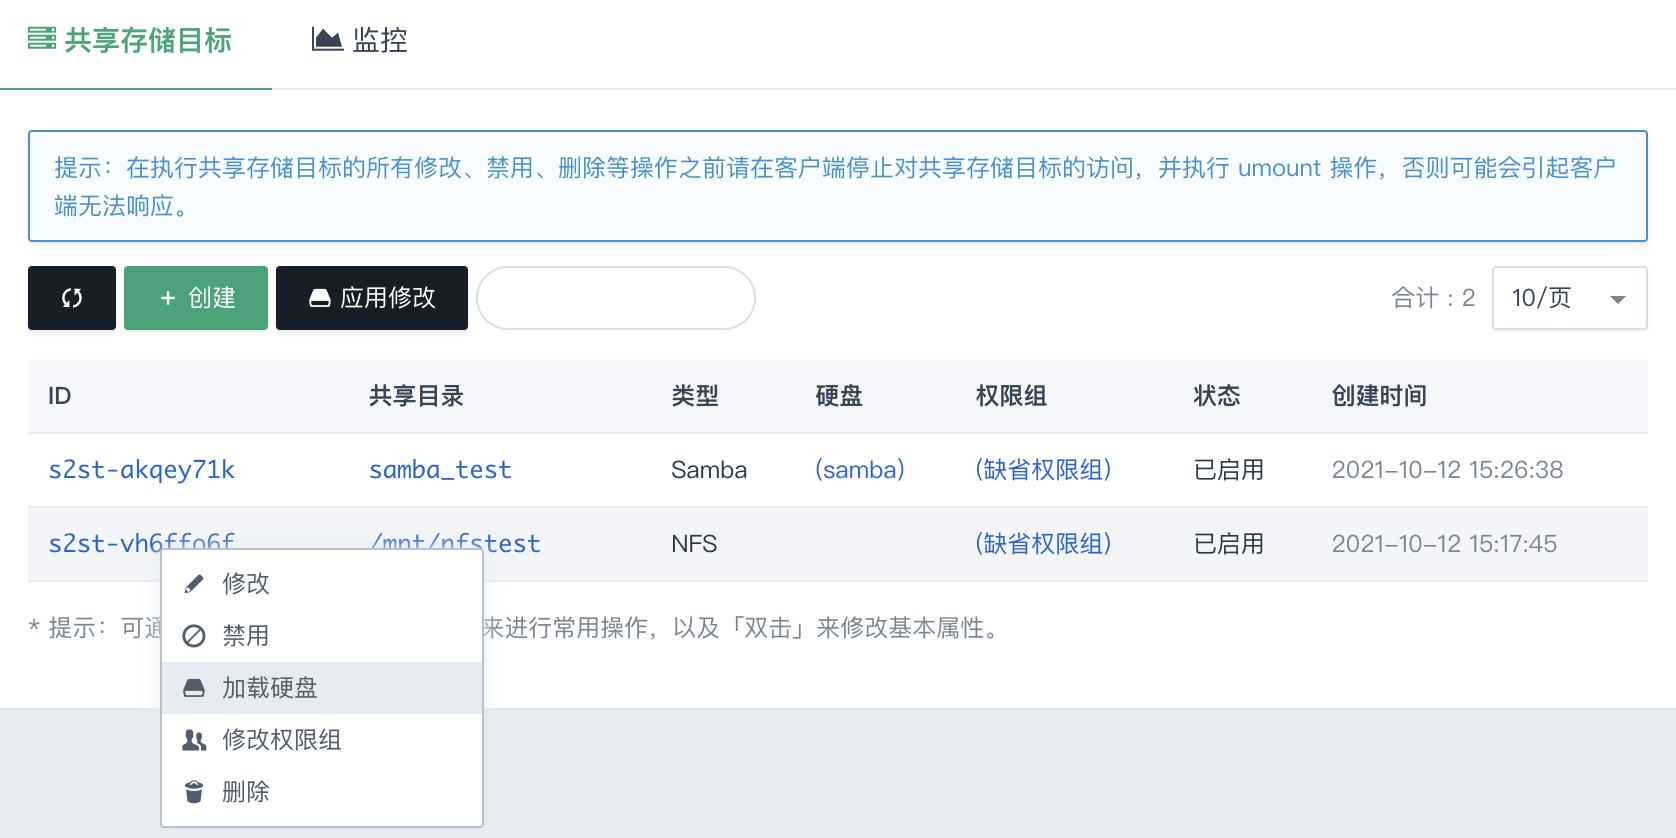 共享存储目标 监控
提示：在执行共享存储目标的所有修改、禁用、删除等操作之前请在客户端停止对共享存储目标的访问，并执行 umount 操作，否则可能会引起客户
端无法响应。
+ 创建 应用修改 合计：2 10/页
ID 共享目录 类型 硬盘 权限组 状态 创建时间
s2st-akqey71k samba_test Samba (samba) (缺省权限组) 已启用 2021-10-12 15:26:38
s2st-vh6ffo6f /mnt/nfstest NFS (缺省权限组) 已启用 2021-10-12 15:17:45
* 提示：可通 来进行常用操作，以及「双击」来修改基本属性。
修改
禁用
加载硬盘
修改权限组
删除